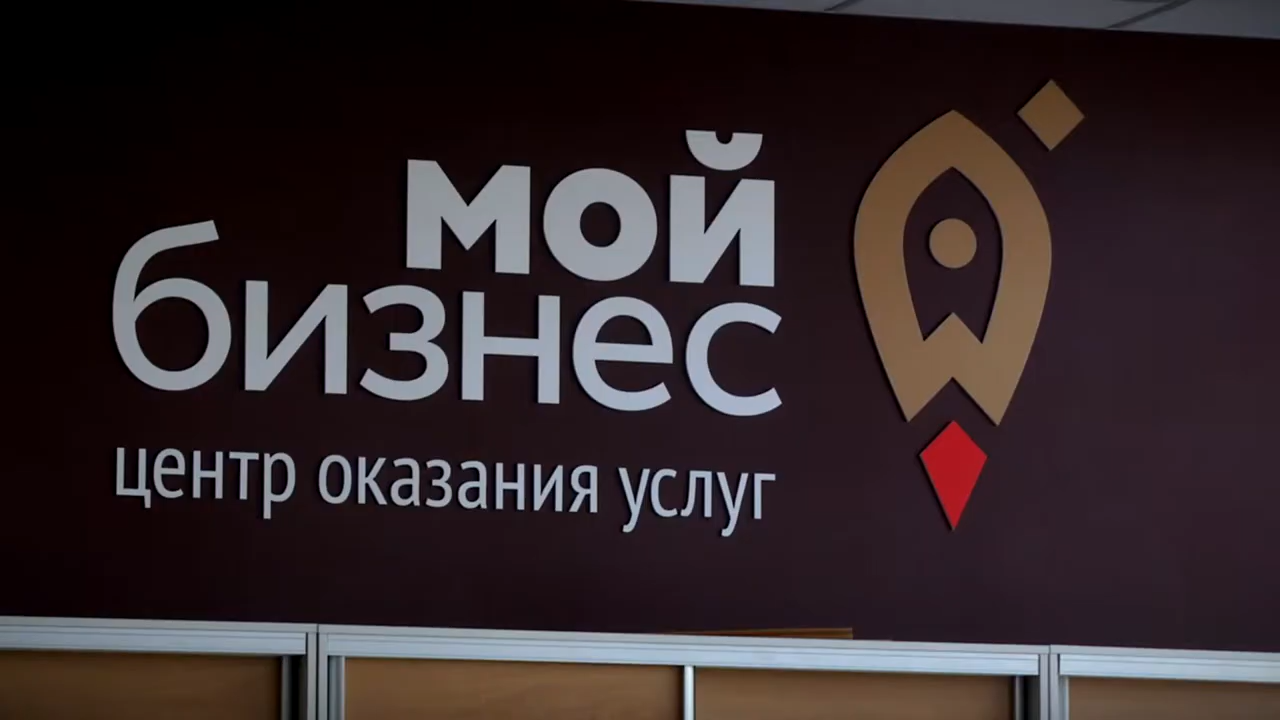 мой
бизнес
центр оказания услуг